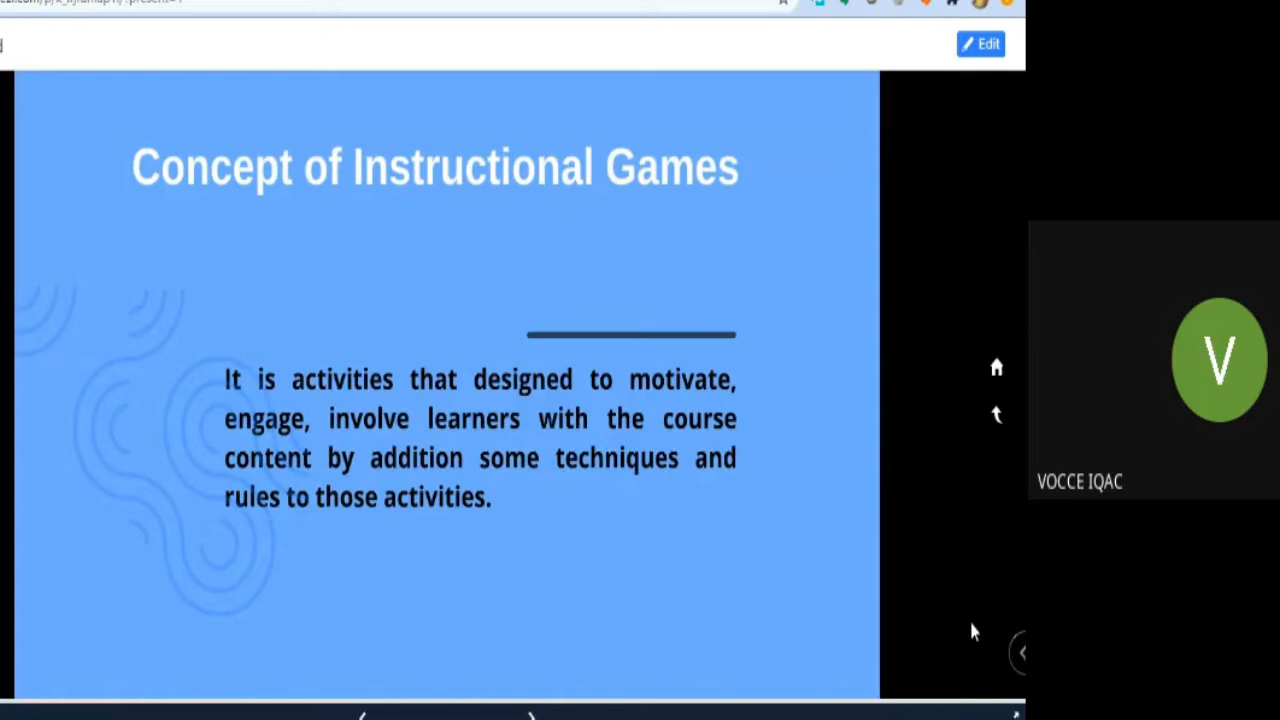 Edit
Concept of Instructional Games
It is activities that designed to motivate,
engage, involve learners with the course
content by addition some techniques and
rules to those activities.
V
VOCCE IQAC